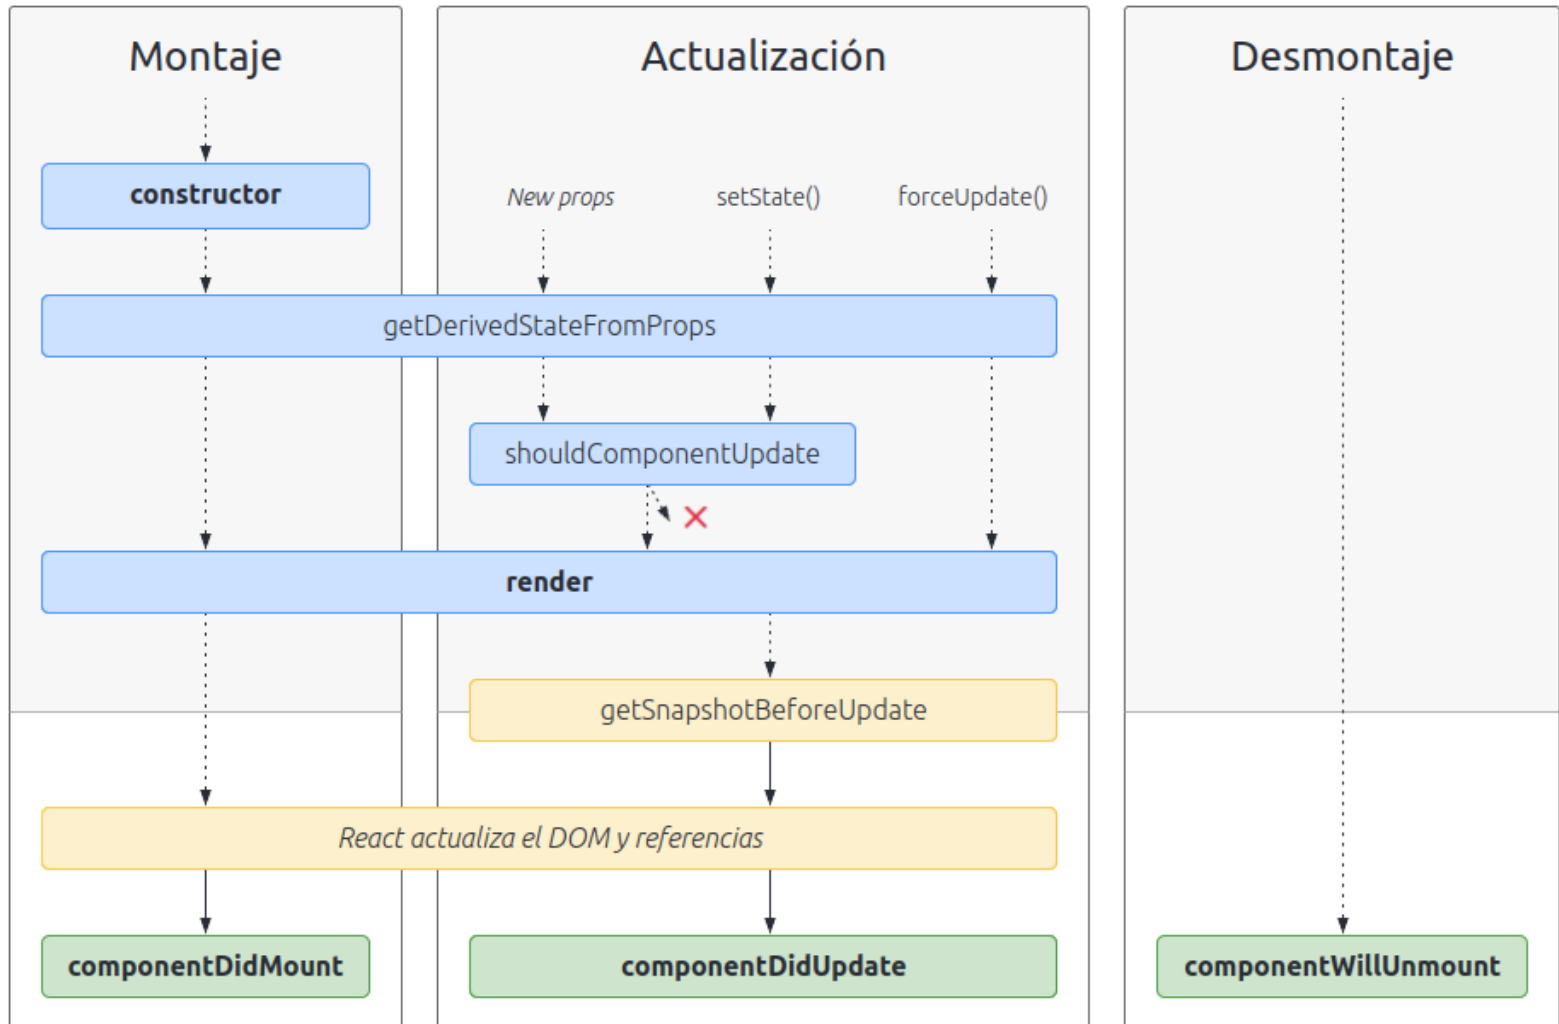 Montaje
Actualización
Desmontaje
constructor
New props
setState()
forceUpdate()
getDerivedStateFromProps
shouldComponentUpdate
render
getSnapshotBeforeUpdate
React actualiza el DOM y referencias
componentDidMount
componentDidUpdate
componentWillUnmount